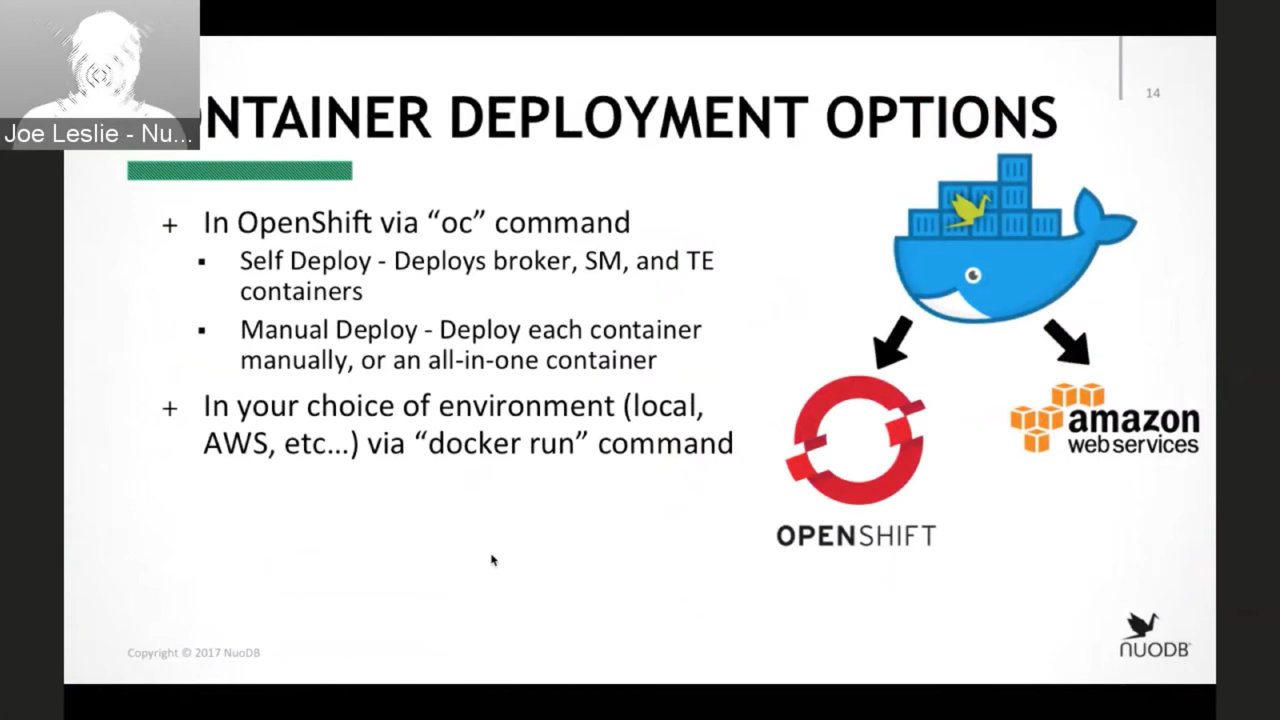 Joe Leslie - Nu...
ONTAINER DEPLOYMENT OPTIONS
14
+ In OpenShift via “oc” command
▪ Self Deploy - Deploys broker, SM, and TE
containers
▪ Manual Deploy - Deploy each container
manually, or an all-in-one container
+ In your choice of environment (local,
AWS, etc…) via “docker run” command
OPENSHIFT
amazon
web services
Copyright © 2017 NuoDB
NUODB